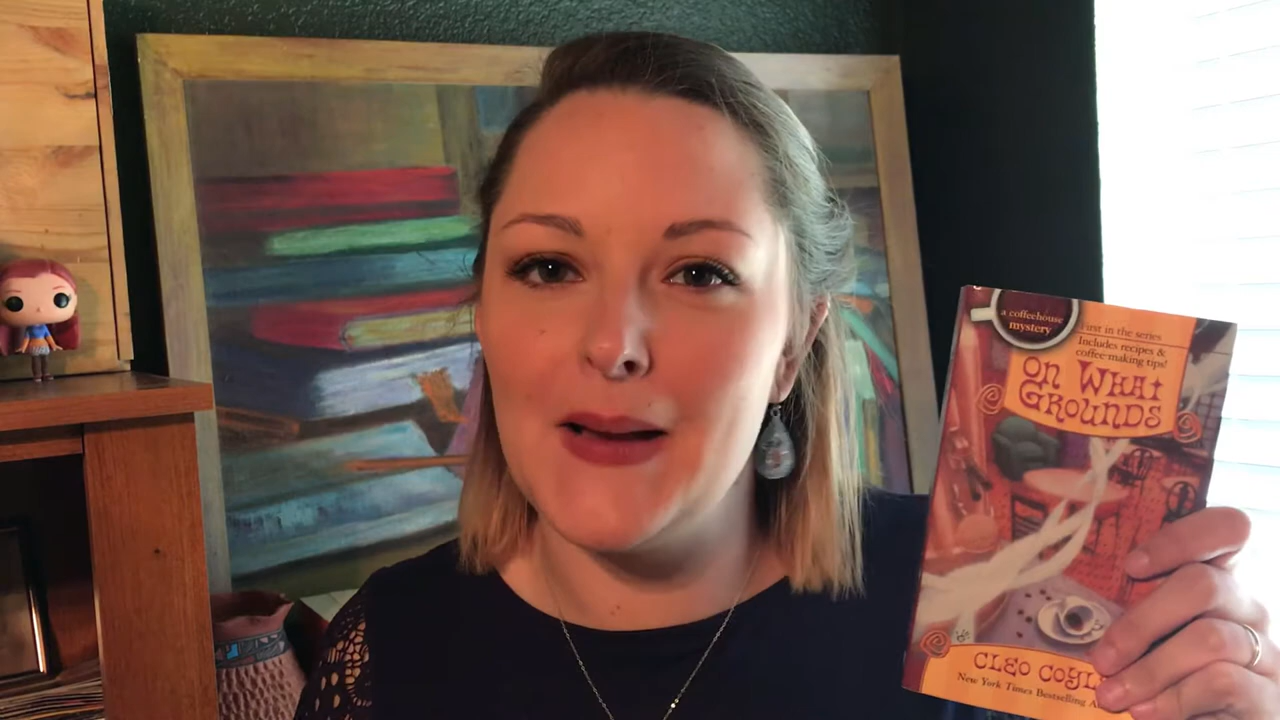 a coffeehouse
mystery
First in the series
Includes recipes &
coffee-making tips!
On What
Grounds
Cleo Coyl
New York Times Bestselling Au